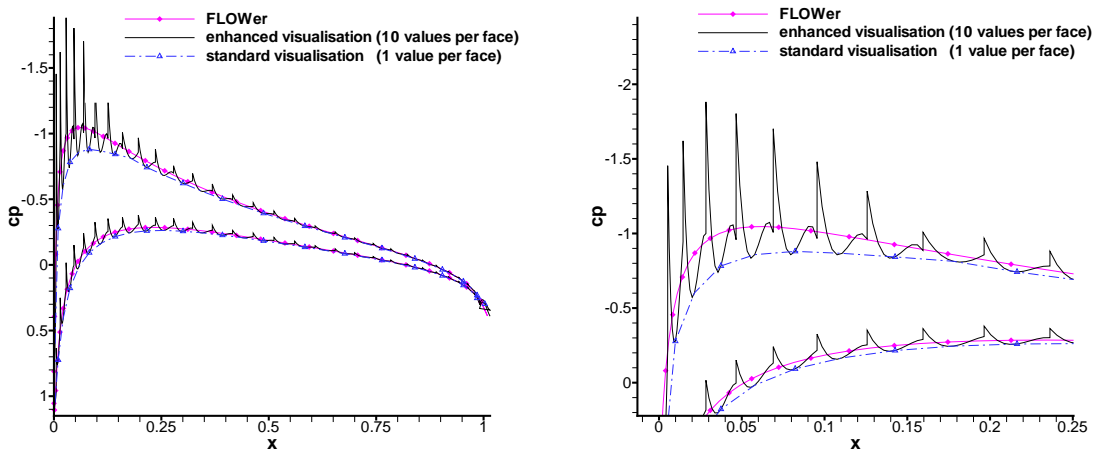 FLOWer
enhanced visualisation (10 values per face)
standard visualisation (1 value per face)
-1.5
-1
-0.5
0
0.5
1
cp
0
0.25
0.5
0.75
1
x
FLOWer
enhanced visualisation (10 values per face)
standard visualisation (1 value per face)
-2
-1.5
-1
-0.5
0
cp
0
0.05
0.1
0.15
0.2
0.25
x